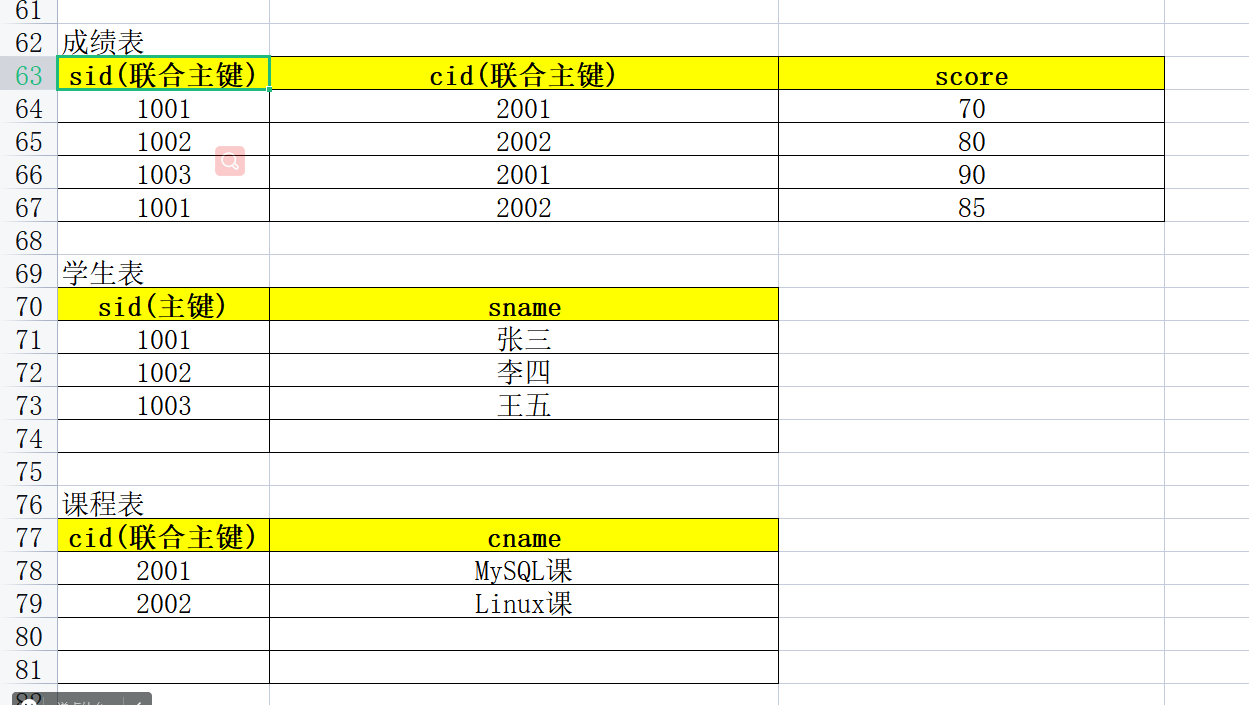 61
62 成绩表
63 sid(联合主键) cid(联合主键) score
64 1001 2001 70
65 1002 2002 80
66 1003 2001 90
67 1001 2002 85
68
69 学生表
70 sid(主键) sname
71 1001 张三
72 1002 李四
73 1003 王五
74
75
76 课程表
77 cid(联合主键) cname
78 2001 MySQL课
79 2002 Linux课
80
81